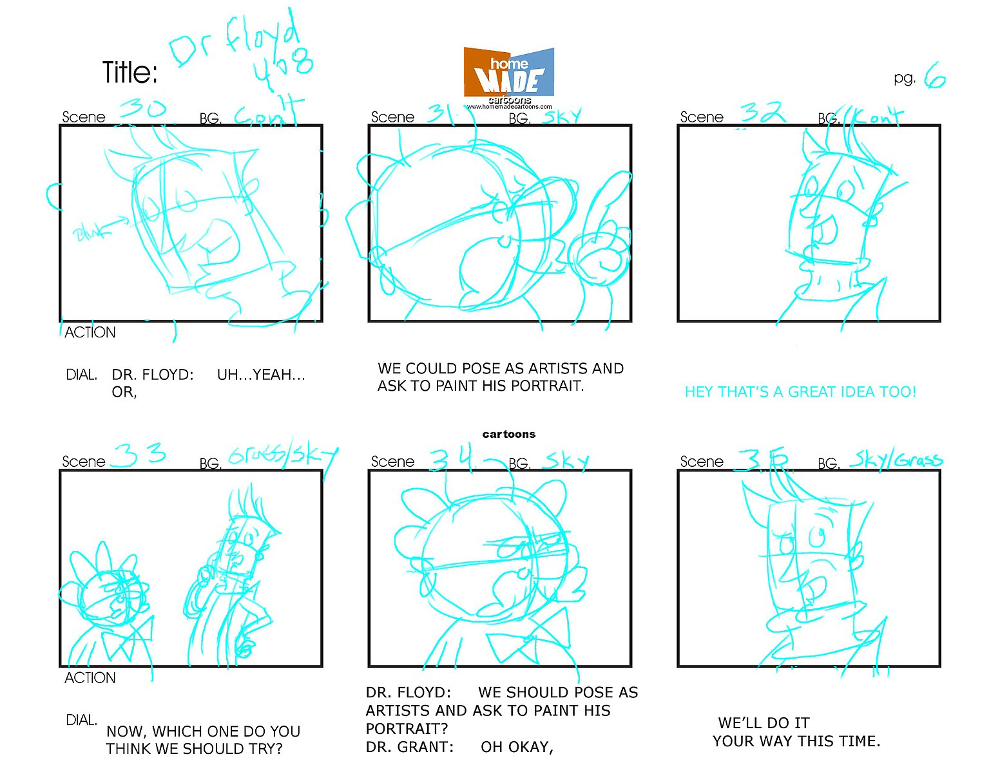 Dr Floyd
Title:
408
home
MADE
cartoons
www.homemadecartoons.com
pg. 6
Scene 30 BG. Con't
Scene 31 BG. SKY
Scene 32 BG. Kon't
Blink
ACTION
DIAL. DR. FLOYD: UH...YEAH...
OR,
WE COULD POSE AS ARTISTS AND
ASK TO PAINT HIS PORTRAIT.
HEY THAT'S A GREAT IDEA TOO!
cartoons
Scene 33 BG. Grass/sky
Scene 34 BG. Sky
Scene 35 BG. Sky/Grass
ACTION
DIAL. NOW, WHICH ONE DO YOU
THINK WE SHOULD TRY?
DR. FLOYD: WE SHOULD POSE AS
ARTISTS AND ASK TO PAINT HIS
PORTRAIT?
DR. GRANT: OH OKAY,
WE'LL DO IT
YOUR WAY THIS TIME.